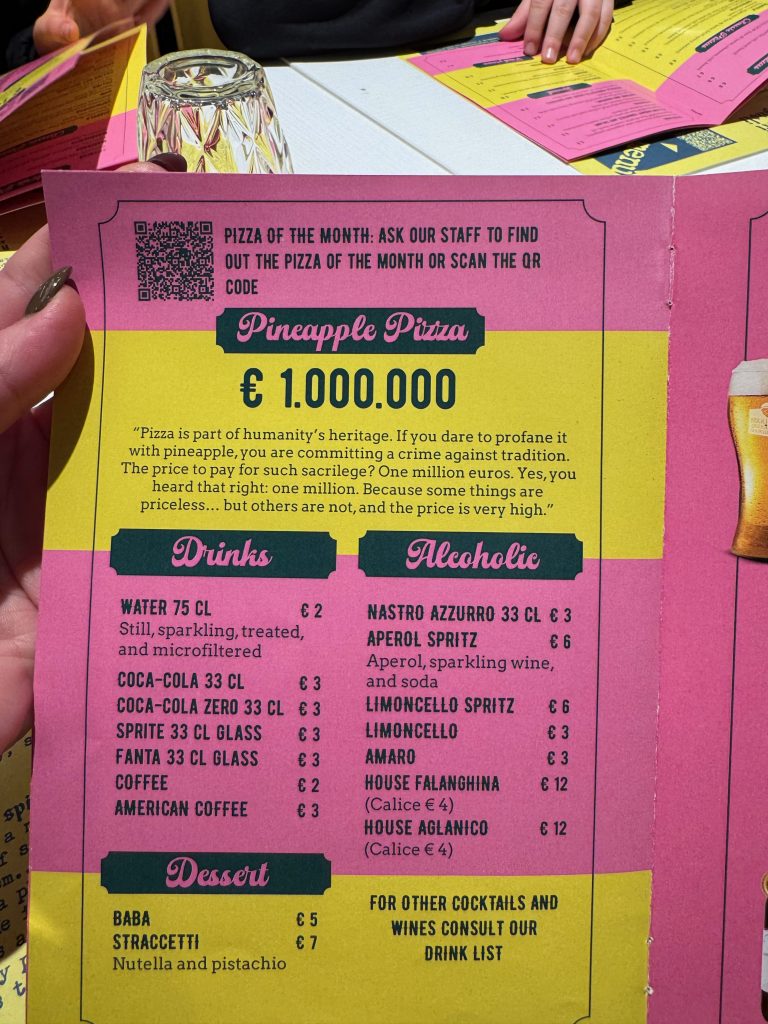 PIZZA OF THE MONTH: ASK OUR STAFF TO FIND
OUT THE PIZZA OF THE MONTH OR SCAN THE QR
CODE
Pineapple Pizza
€ 1.000.000
“Pizza is part of humanity’s heritage. If you dare to profane it
with pineapple, you are committing a crime against tradition.
The price to pay for such sacrilege? One million euros. Yes, you
heard that right: one million. Because some things are
priceless... but others are not, and the price is very high.”
Drinks
WATER 75 CL € 2
Still, sparkling, treated,
and microfiltered
COCA-COLA 33 CL € 3
COCA-COLA ZERO 33 CL € 3
SPRITE 33 CL GLASS € 3
FANTA 33 CL GLASS € 3
COFFEE € 2
AMERICAN COFFEE € 3
Alcoholic
NASTRO AZZURRO 33 CL € 3
APEROL SPRITZ € 6
Aperol, sparkling wine,
and soda
LIMONCELLO SPRITZ € 6
LIMONCELLO € 3
AMARO € 3
HOUSE FALANGHINA € 12
(Calice € 4)
HOUSE AGLANICO € 12
(Calice € 4)
Dessert
BABA € 5
STRACCETTI € 7
Nutella and pistachio
FOR OTHER COCKTAILS AND
WINES CONSULT OUR
DRINK LIST